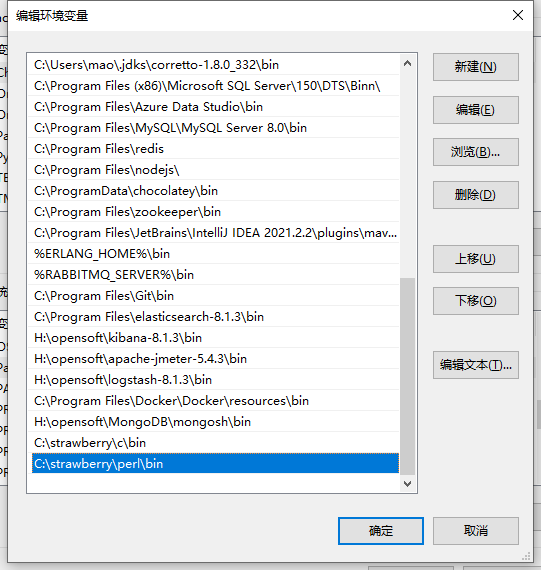 编辑环境变量
C:\Users\mao\.jdks\corretto-1.8.0_332\bin
C:\Program Files (x86)\Microsoft SQL Server\150\DTS\Binn\
C:\Program Files\Azure Data Studio\bin
C:\Program Files\MySQL\MySQL Server 8.0\bin
C:\Program Files\redis
C:\Program Files\nodejs\
C:\ProgramData\chocolatey\bin
C:\Program Files\zookeeper\bin
C:\Program Files\JetBrains\IntelliJ IDEA 2021.2.2\plugins\mav...
%ERLANG_HOME%\bin
%RABBITMQ_SERVER%\bin
C:\Program Files\Git\bin
C:\Program Files\elasticsearch-8.1.3\bin
H:\opensoft\kibana-8.1.3\bin
H:\opensoft\apache-jmeter-5.4.3\bin
H:\opensoft\logstash-8.1.3\bin
C:\Program Files\Docker\Docker\resources\bin
H:\opensoft\MongoDB\mongosh\bin
C:\strawberry\c\bin
C:\strawberry\perl\bin
新建(N)
编辑(E)
浏览(B)...
删除(D)
上移(U)
下移(O)
编辑文本(T)...
确定
取消